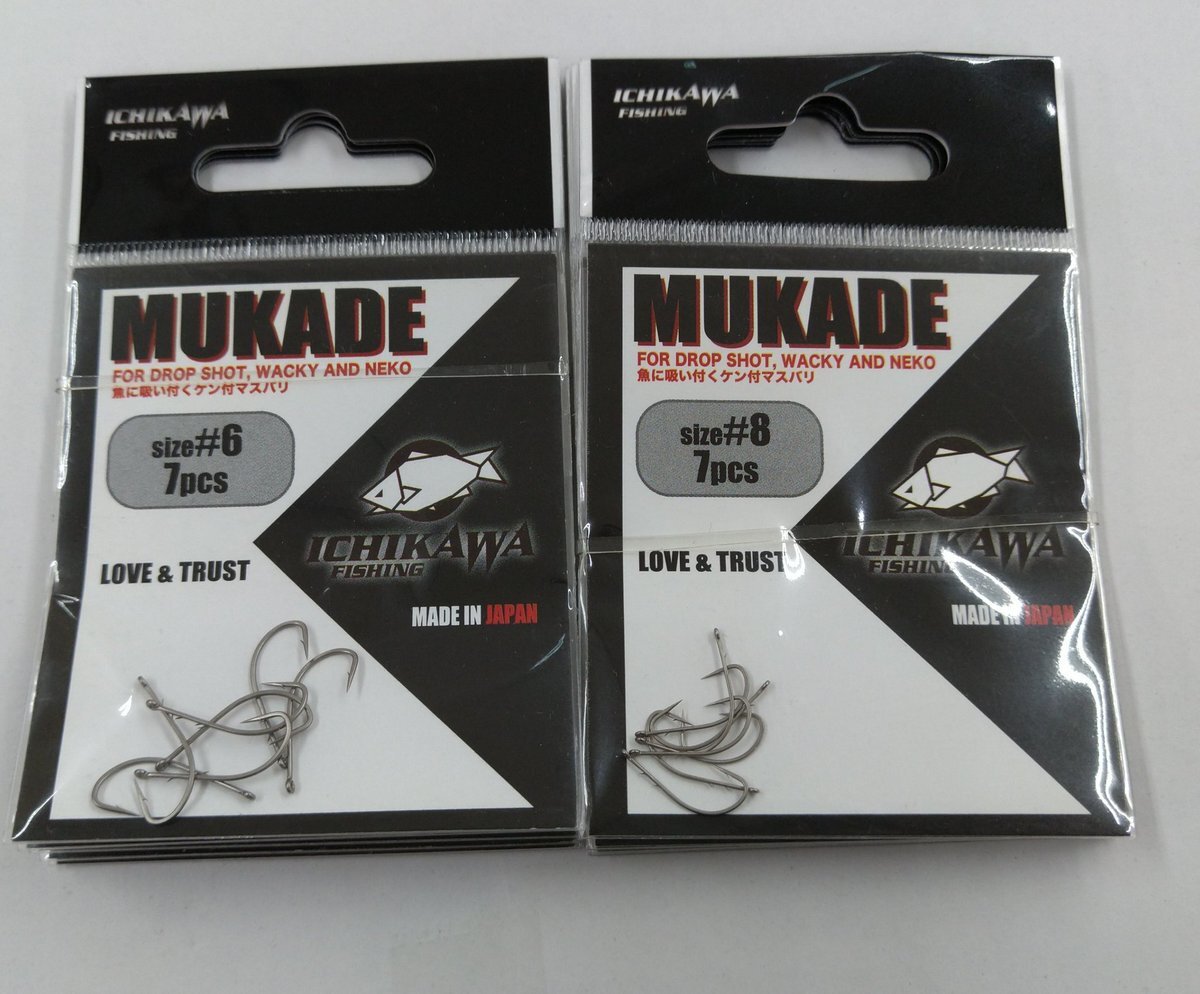 ICHIKAWA
FISHING
MUKADE
FOR DROP SHOT, WACKY AND NEKO
魚に吸い付くケン付マスバリ
size#6
7pcs
LOVE & TRUST
ICHIKAWA
FISHING
MADE IN JAPAN
ICHIKAWA
FISHING
MUKADE
FOR DROP SHOT, WACKY AND NEKO
魚に吸い付くケン付マスバリ
size#8
7pcs
LOVE & TRUST
ICHIKAWA
FISHING
MADE IN JAPAN